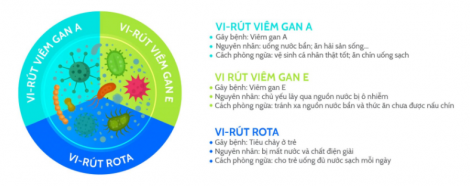 VI-RÚT VIÊM GAN A
VI-RÚT VIÊM GAN E
VI-RÚT ROTA
VI-RÚT VIÊM GAN A
• Gây bệnh: Viêm gan A
• Nguyên nhân: uống nước bẩn; ăn hải sản sống...
• Cách phòng ngừa: vệ sinh cá nhân thật tốt; ăn chín uống sạch
VI RÚT VIÊM GAN E
• Gây bệnh: Viêm gan E
• Nguyên nhân: chủ yếu lây qua nguồn nước bị ô nhiễm
• Cách phòng ngừa: tránh xa nguồn nước bẩn và thức ăn chưa được nấu chín
VI-RÚT ROTA
• Gây bệnh: Tiêu chảy ở trẻ
• Nguyên nhân: bị mất nước và chất điện giải
• Cách phòng ngừa: cho trẻ uống đủ nước sạch mỗi ngày